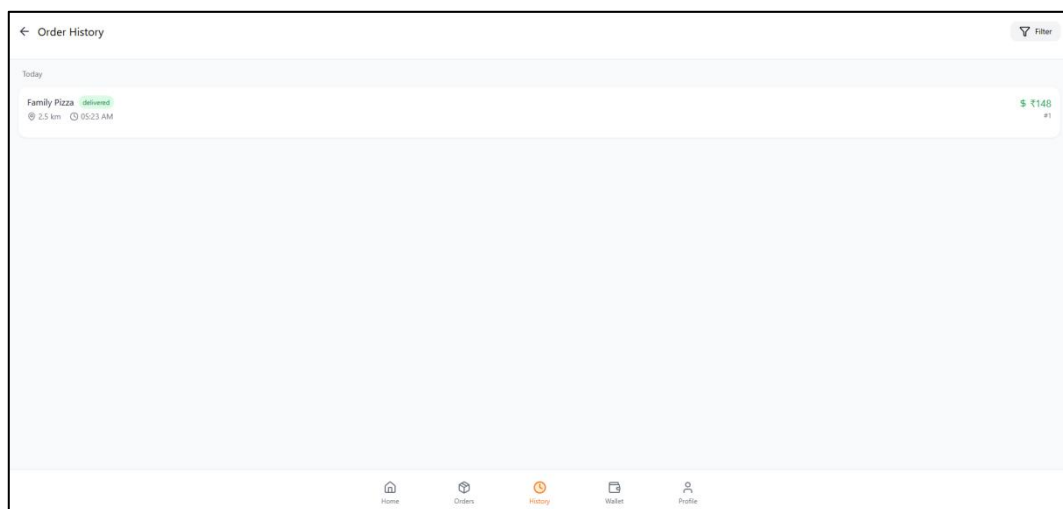 Order History
Filter
Today
Family Pizza delivered
$ ₹148
2.5 km 05:23 AM
#1
Home Orders History Wallet Profile